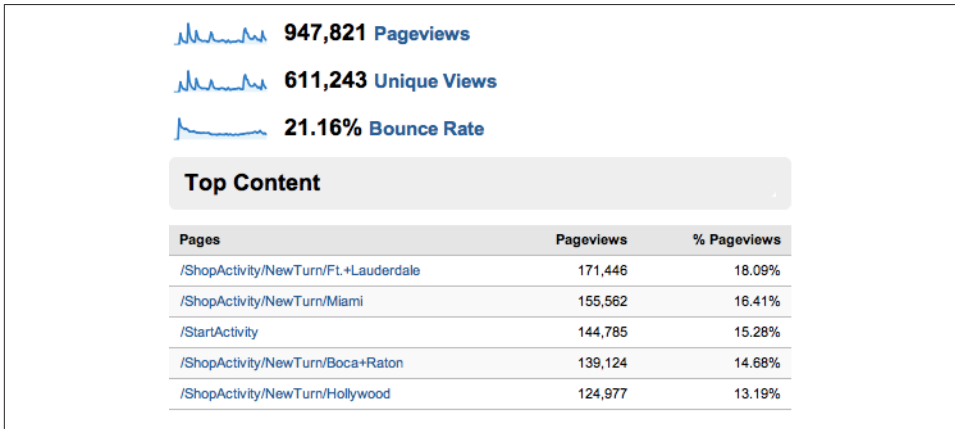 947,821 Pageviews
611,243 Unique Views
21.16% Bounce Rate
Top Content
Pages Pageviews % Pageviews
/ShopActivity/NewTurn/Ft.+Lauderdale 171,446 18.09%
/ShopActivity/NewTurn/Miami 155,562 16.41%
/StartActivity 144,785 15.28%
/ShopActivity/NewTurn/Boca+Raton 139,124 14.68%
/ShopActivity/NewTurn/Hollywood 124,977 13.19%